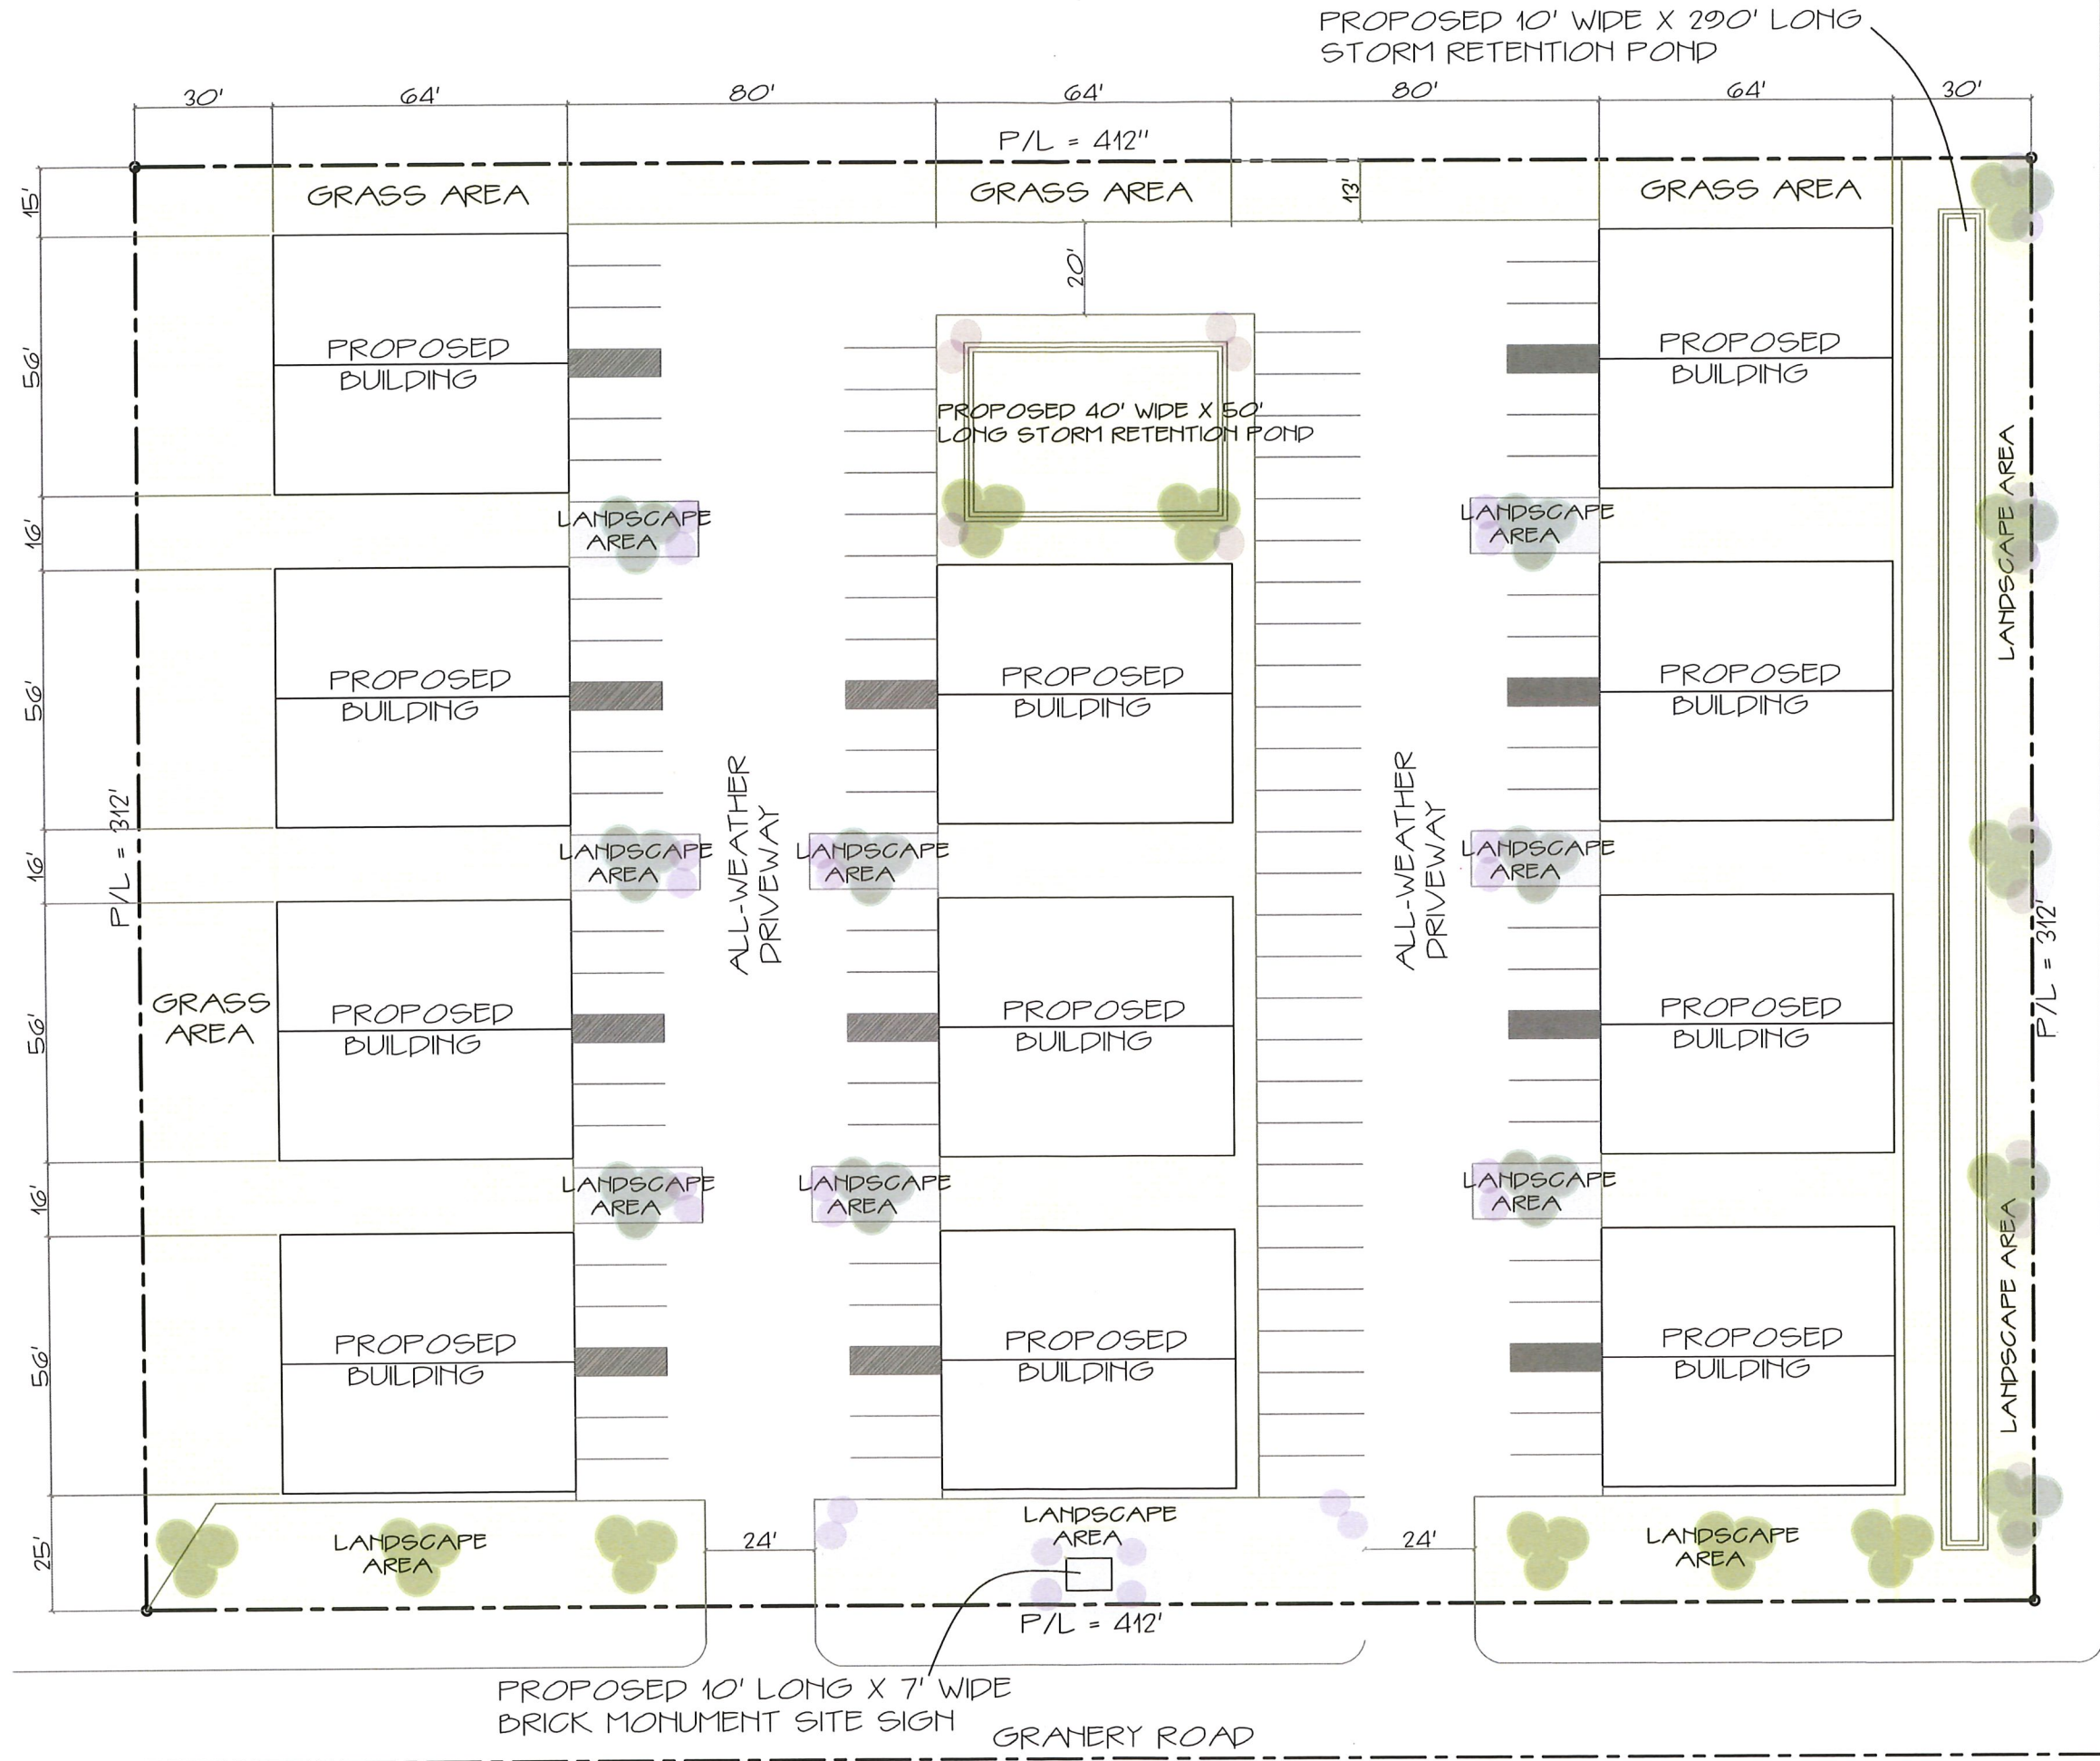 PROPOSED 10' WIDE X 290' LONG
STORM RETENTION POND
30'
64'
80'
64'
80'
64'
30'
P/L = 412"
15'
GRASS AREA
GRASS AREA
13'
GRASS AREA
20'
56'
PROPOSED
BUILDING
PROPOSED 40' WIDE X 50'
LONG STORM RETENTION POND
PROPOSED
BUILDING
LANDSCAPE AREA
16'
LANDSCAPE
AREA
LANDSCAPE
AREA
56'
PROPOSED
BUILDING
PROPOSED
BUILDING
PROPOSED
BUILDING
P/L = 312'
ALL-WEATHER
DRIVEWAY
ALL-WEATHER
DRIVEWAY
16'
LANDSCAPE
AREA
LANDSCAPE
AREA
LANDSCAPE
AREA
P/L = 312'
56'
GRASS
AREA
PROPOSED
BUILDING
PROPOSED
BUILDING
PROPOSED
BUILDING
16'
LANDSCAPE
AREA
LANDSCAPE
AREA
LANDSCAPE
AREA
LANDSCAPE AREA
56'
PROPOSED
BUILDING
PROPOSED
BUILDING
PROPOSED
BUILDING
25'
LANDSCAPE
AREA
24'
LANDSCAPE
AREA
24'
LANDSCAPE
AREA
P/L = 412'
PROPOSED 10' LONG X 7' WIDE
BRICK MONUMENT SITE SIGN
GRANERY ROAD